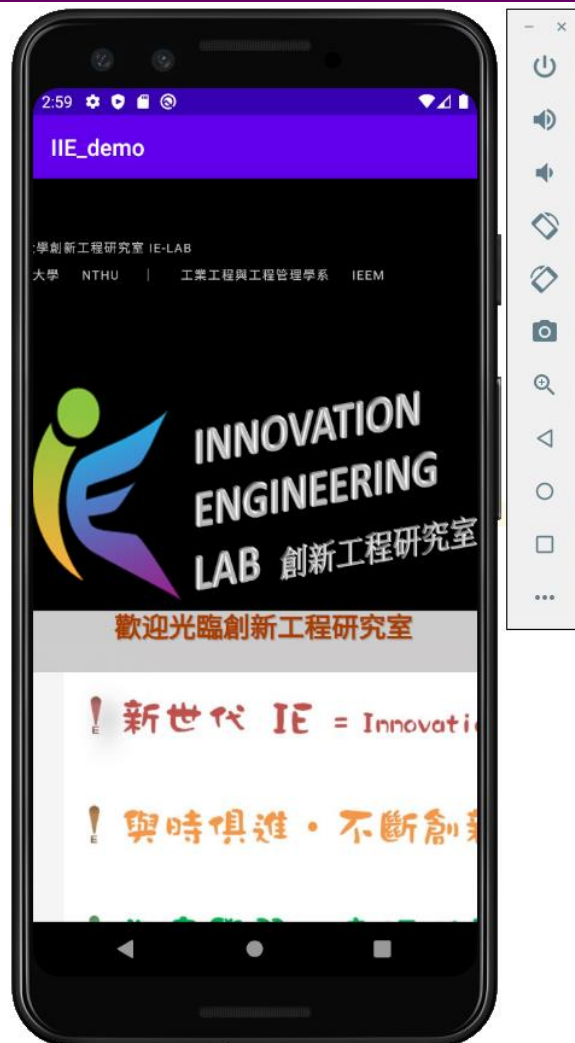 2:59
IIE_demo
學創新工程研究室 IE-LAB
大學 NTHU | 工業工程與工程管理學系 IEEM
INNOVATION
ENGINEERING
LAB 創新工程研究室
歡迎光臨創新工程研究室
新世代 IE = Innovati
與時俱進・不斷創